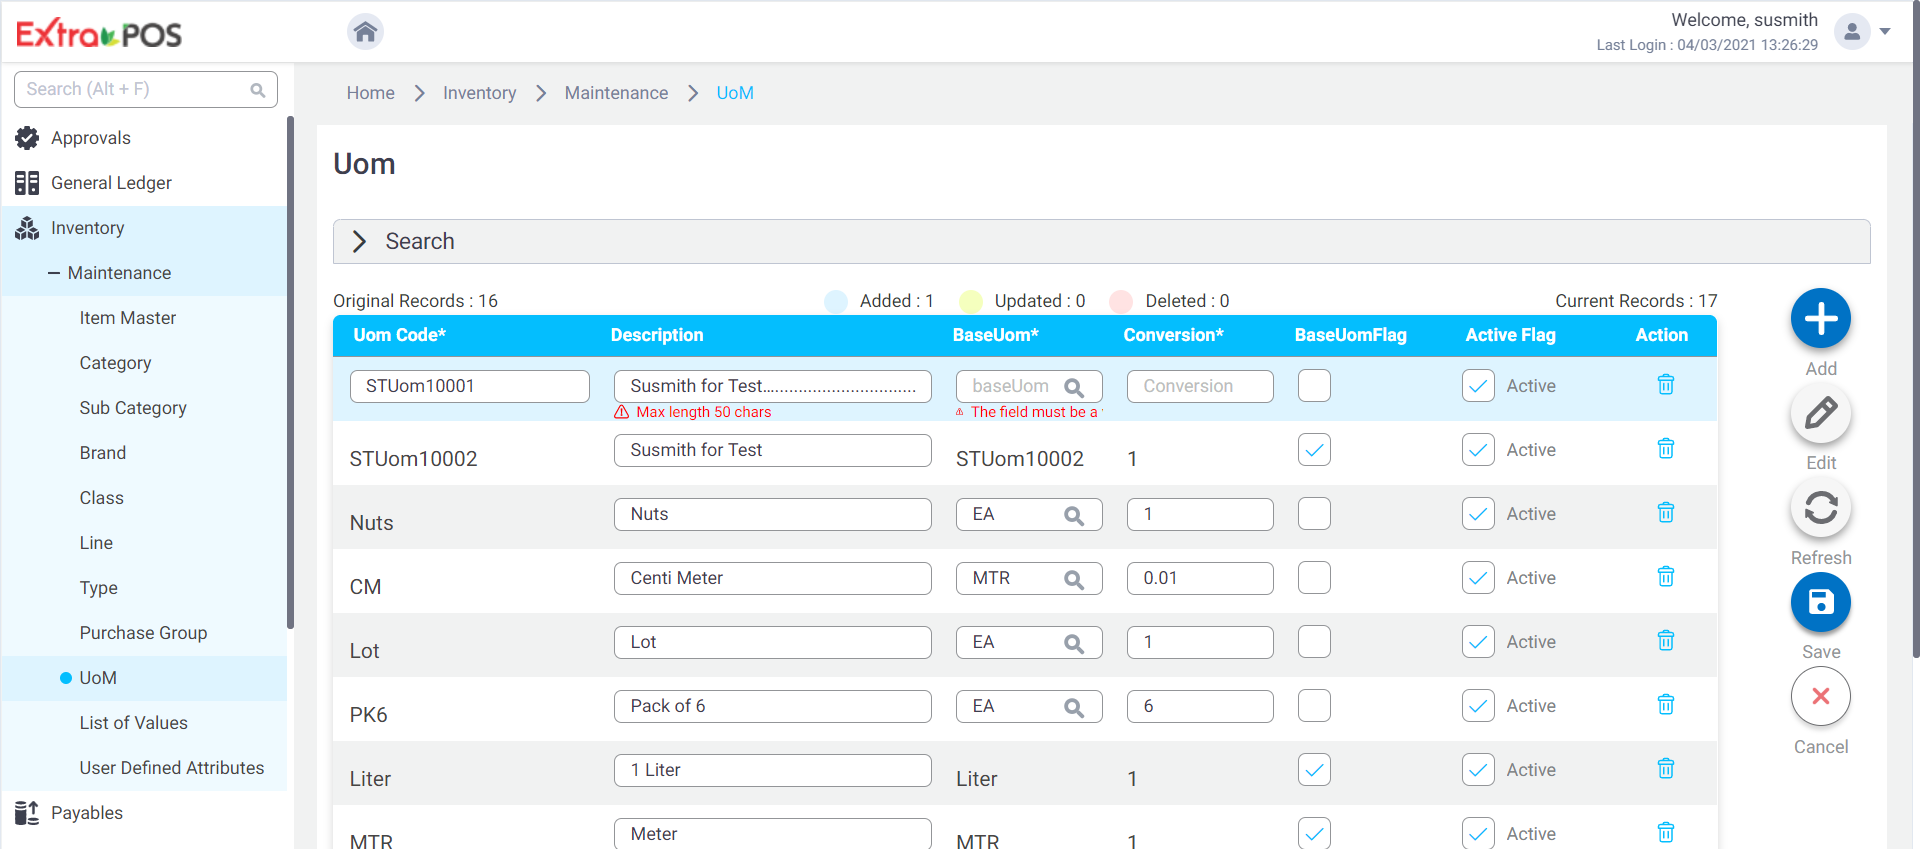 Extra POS
Welcome, susmith
Last Login : 04/03/2021 13:26:29
Search (Alt + F)
Home > Inventory > Maintenance > UoM
Approvals
General Ledger
Inventory
Maintenance
Item Master
Category
Sub Category
Brand
Class
Line
Type
Purchase Group
UoM
List of Values
User Defined Attributes
Payables
Uom
Search
Original Records : 16 Added : 1 Updated : 0 Deleted : 0 Current Records : 17
Uom Code* Description BaseUom* Conversion* BaseUomFlag Active Flag Action
STUom10001 Susmith for Test................................. baseUom Conversion Active
Max length 50 chars The field must be a
STUom10002 Susmith for Test STUom10002 1 Active
Nuts Nuts EA 1 Active
CM Centi Meter MTR 0.01 Active
Lot Lot EA 1 Active
PK6 Pack of 6 EA 6 Active
Liter 1 Liter Liter 1 Active
MTR Meter MTR 1 Active
Add
Edit
Refresh
Save
Cancel